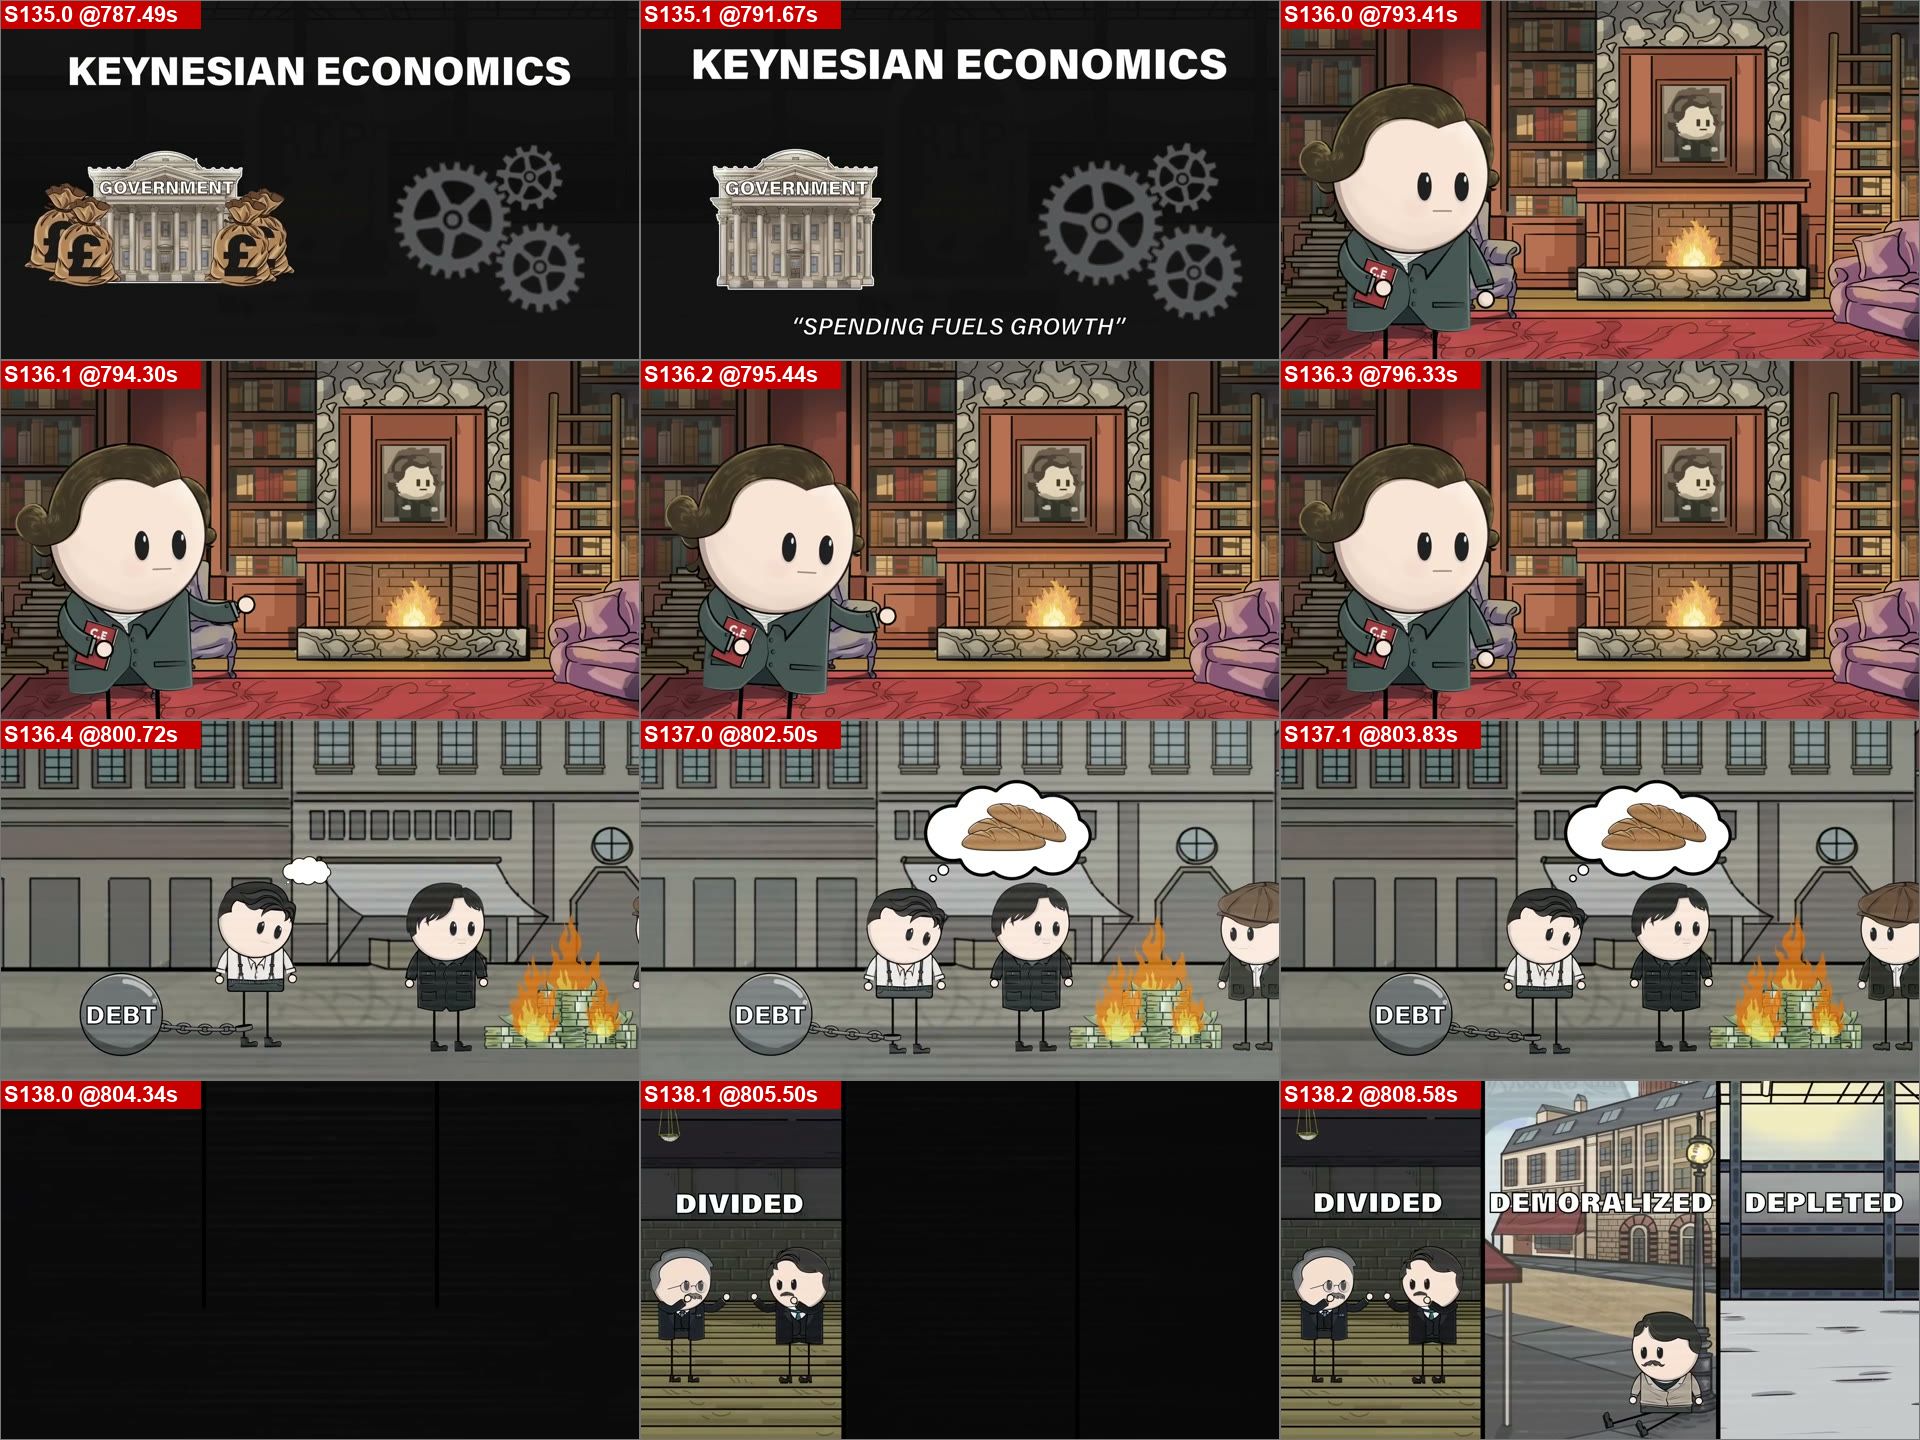 S135.0 @787.49s
KEYNESIAN ECONOMICS
GOVERNMENT
£
£
£
S135.1 @791.67s
KEYNESIAN ECONOMICS
GOVERNMENT
“SPENDING FUELS GROWTH”
S136.0 @793.41s
C.E
S136.1 @794.30s
C.E
S136.2 @795.44s
C.E
S136.3 @796.33s
C.E
S136.4 @800.72s
DEBT
S137.0 @802.50s
DEBT
S137.1 @803.83s
DEBT
S138.0 @804.34s
S138.1 @805.50s
DIVIDED
S138.2 @808.58s
DIVIDED
DEMORALIZED
DEPLETED